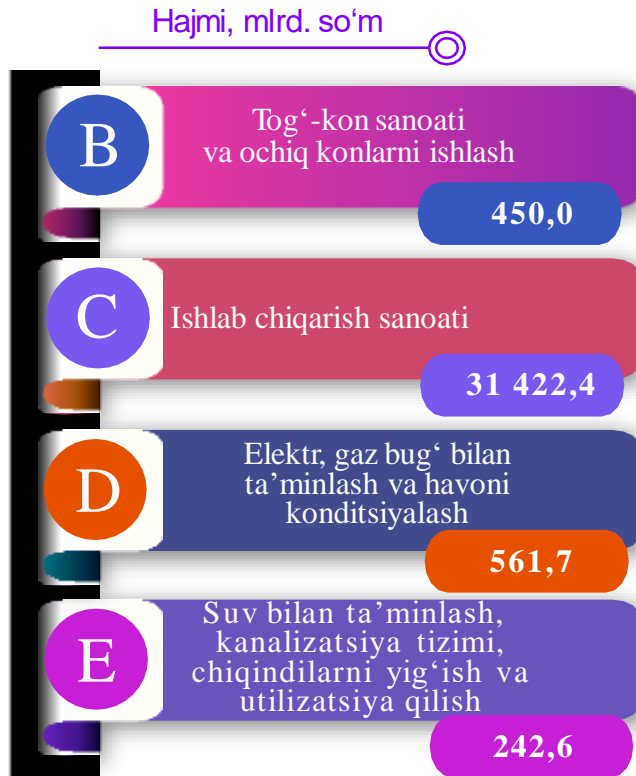 Hajmi, mlrd. so‘m
B
Tog‘-kon sanoati
va ochiq konlarni ishlash
450,0
C
Ishlab chiqarish sanoati
31 422,4
D
Elektr, gaz bug‘ bilan
ta’minlash va havoni
konditsiyalash
561,7
E
Suv bilan ta’minlash,
kanalizatsiya tizimi,
chiqindilarni yig‘ish va
utilizatsiya qilish
242,6